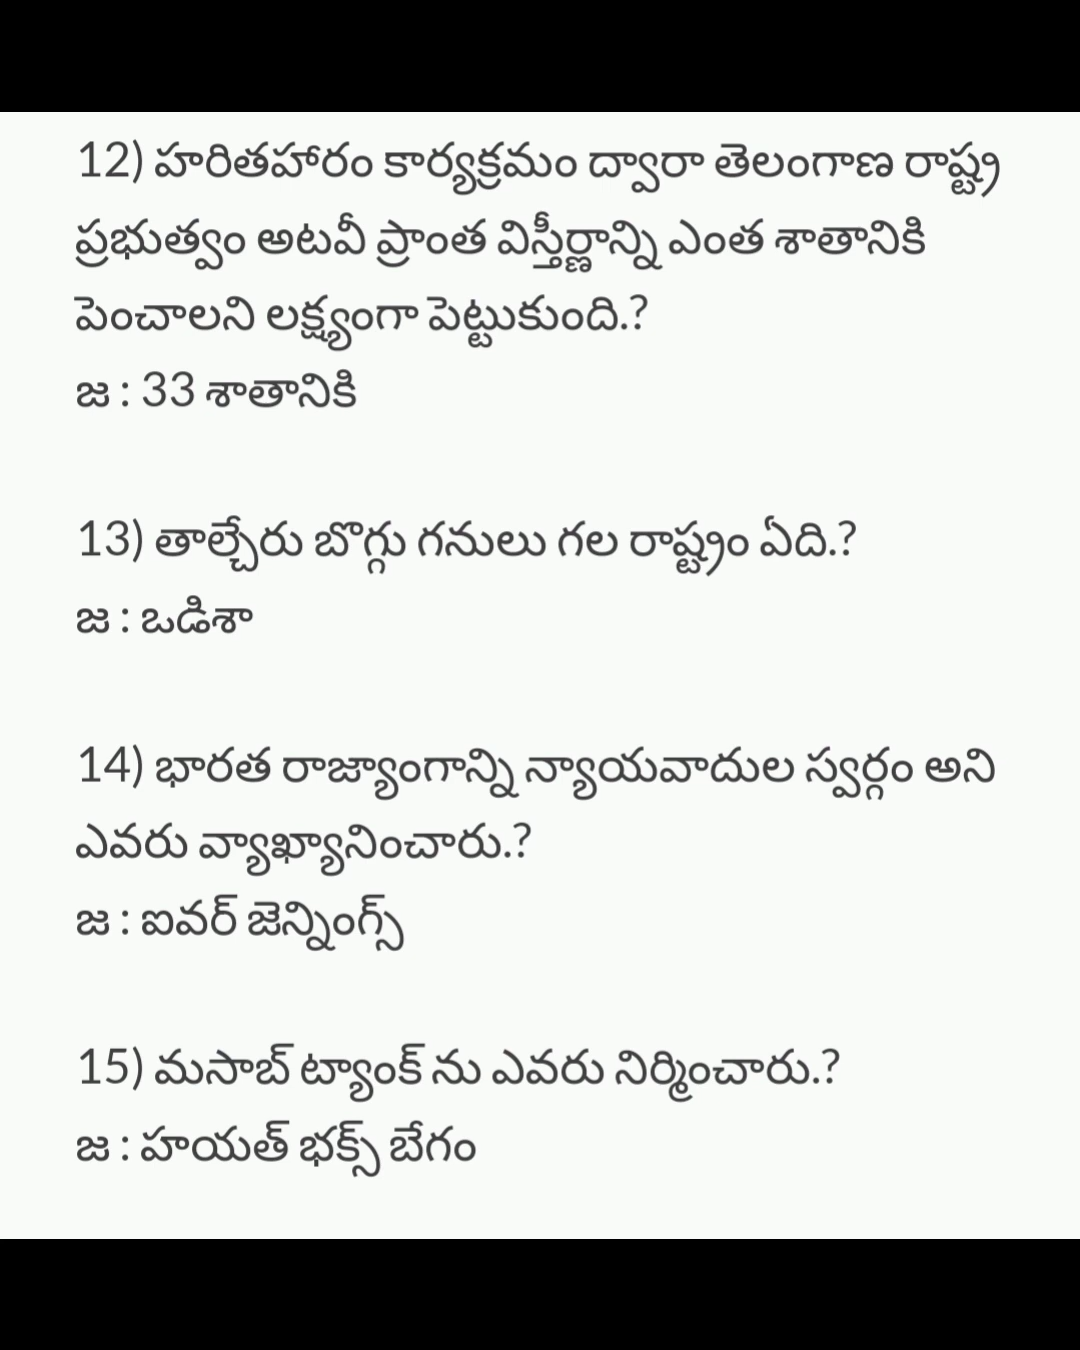 12) హరితహారం కార్యక్రమం ద్వారా తెలంగాణ రాష్ట్ర
ప్రభుత్వం అటవీ ప్రాంత విస్తీర్ణాన్ని ఎంత శాతానికి
పెంచాలని లక్ష్యంగా పెట్టుకుంది.?
జ : 33 శాతానికి
13) తాల్చేరు బొగ్గు గనులు గల రాష్ట్రం ఏది.?
జ : ఒడిశా
14) భారత రాజ్యాంగాన్ని న్యాయవాదుల స్వర్గం అని
ఎవరు వ్యాఖ్యానించారు.?
జ : ఐవర్ జెన్నింగ్స్
15) మసాబ్ ట్యాంక్ ను ఎవరు నిర్మించారు.?
జ : హయత్ భక్స్ బేగం